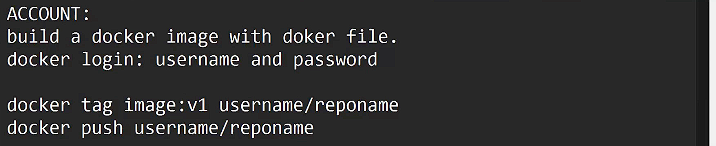 ACCOUNT:
build a docker image with doker file.
docker login: username and password
docker tag image:v1 username/reponame
docker push username/reponame